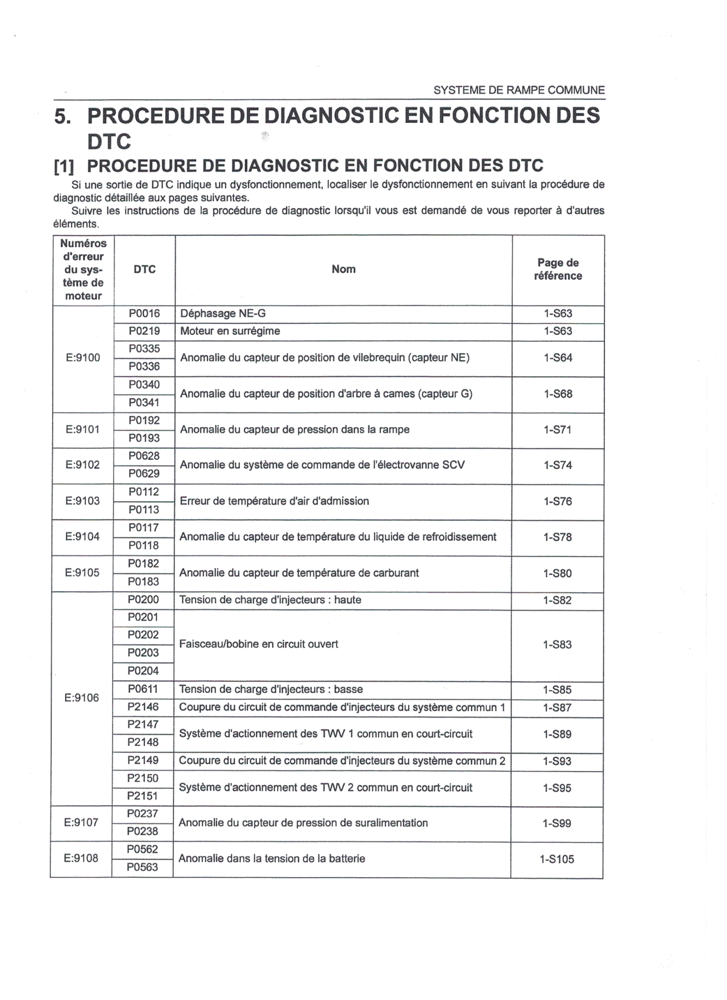 SYSTEME DE RAMPE COMMUNE
5. PROCEDURE DE DIAGNOSTIC EN FONCTION DES
DTC
[1] PROCEDURE DE DIAGNOSTIC EN FONCTION DES DTC
Si une sortie de DTC indique un dysfonctionnement, localiser le dysfonctionnement en suivant la procédure de
diagnostic détaillée aux pages suivantes.
Suivre les instructions de la procédure de diagnostic lorsqu'il vous est demandé de vous reporter à d'autres
éléments.
Numéros
d'erreur
du sys-
tème de
moteur
DTC
Nom
Page de
référence
E:9100
P0016 Déphasage NE-G 1-S63
P0219 Moteur en surrégime 1-S63
P0335
P0336
Anomalie du capteur de position de vilebrequin (capteur NE) 1-S64
P0340
P0341
Anomalie du capteur de position d'arbre à cames (capteur G) 1-S68
E:9101
P0192
P0193
Anomalie du capteur de pression dans la rampe 1-S71
E:9102
P0628
P0629
Anomalie du système de commande de l'électrovanne SCV 1-S74
E:9103
P0112
P0113
Erreur de température d'air d'admission 1-S76
E:9104
P0117
P0118
Anomalie du capteur de température du liquide de refroidissement 1-S78
E:9105
P0182
P0183
Anomalie du capteur de température de carburant 1-S80
E:9106
P0200 Tension de charge d'injecteurs : haute 1-S82
P0201
P0202
P0203
P0204
Faisceau/bobine en circuit ouvert 1-S83
P0611 Tension de charge d'injecteurs : basse 1-S85
P2146 Coupure du circuit de commande d'injecteurs du système commun 1 1-S87
P2147
P2148
Système d'actionnement des TWV 1 commun en court-circuit 1-S89
P2149 Coupure du circuit de commande d'injecteurs du système commun 2 1-S93
P2150
P2151
Système d'actionnement des TWV 2 commun en court-circuit 1-S95
E:9107
P0237
P0238
Anomalie du capteur de pression de suralimentation 1-S99
E:9108
P0562
P0563
Anomalie dans la tension de la batterie 1-S105